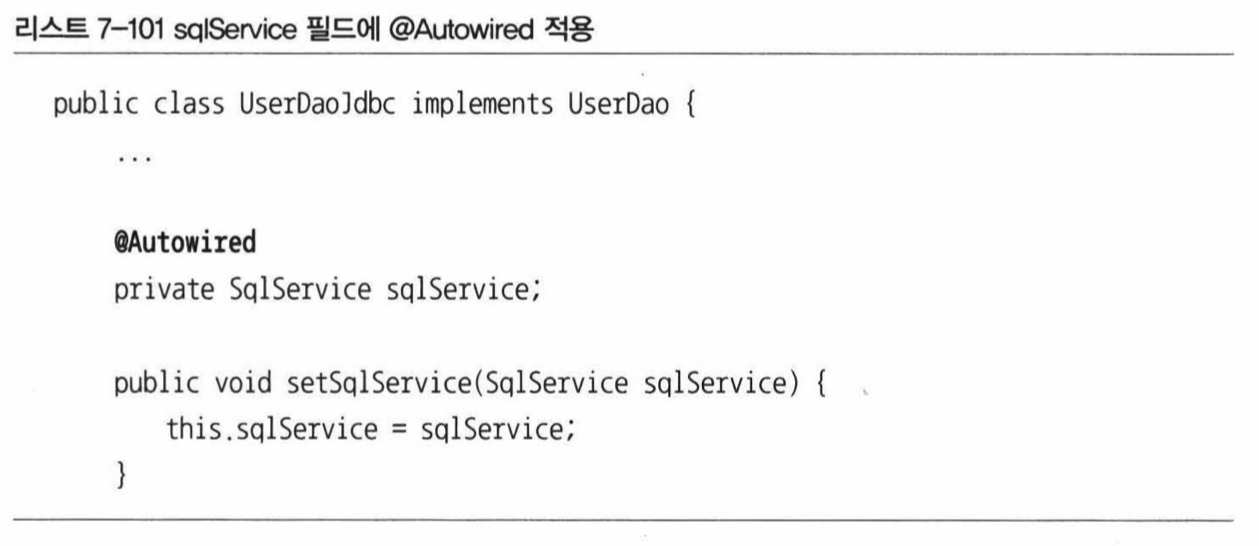 리스트 7-101 sqlService 필드에 @Autowired 적용
public class UserDaoJdbc implements UserDao {
...
@Autowired
private SqlService sqlService;
public void setSqlService(SqlService sqlService) {
this.sqlService = sqlService;
}